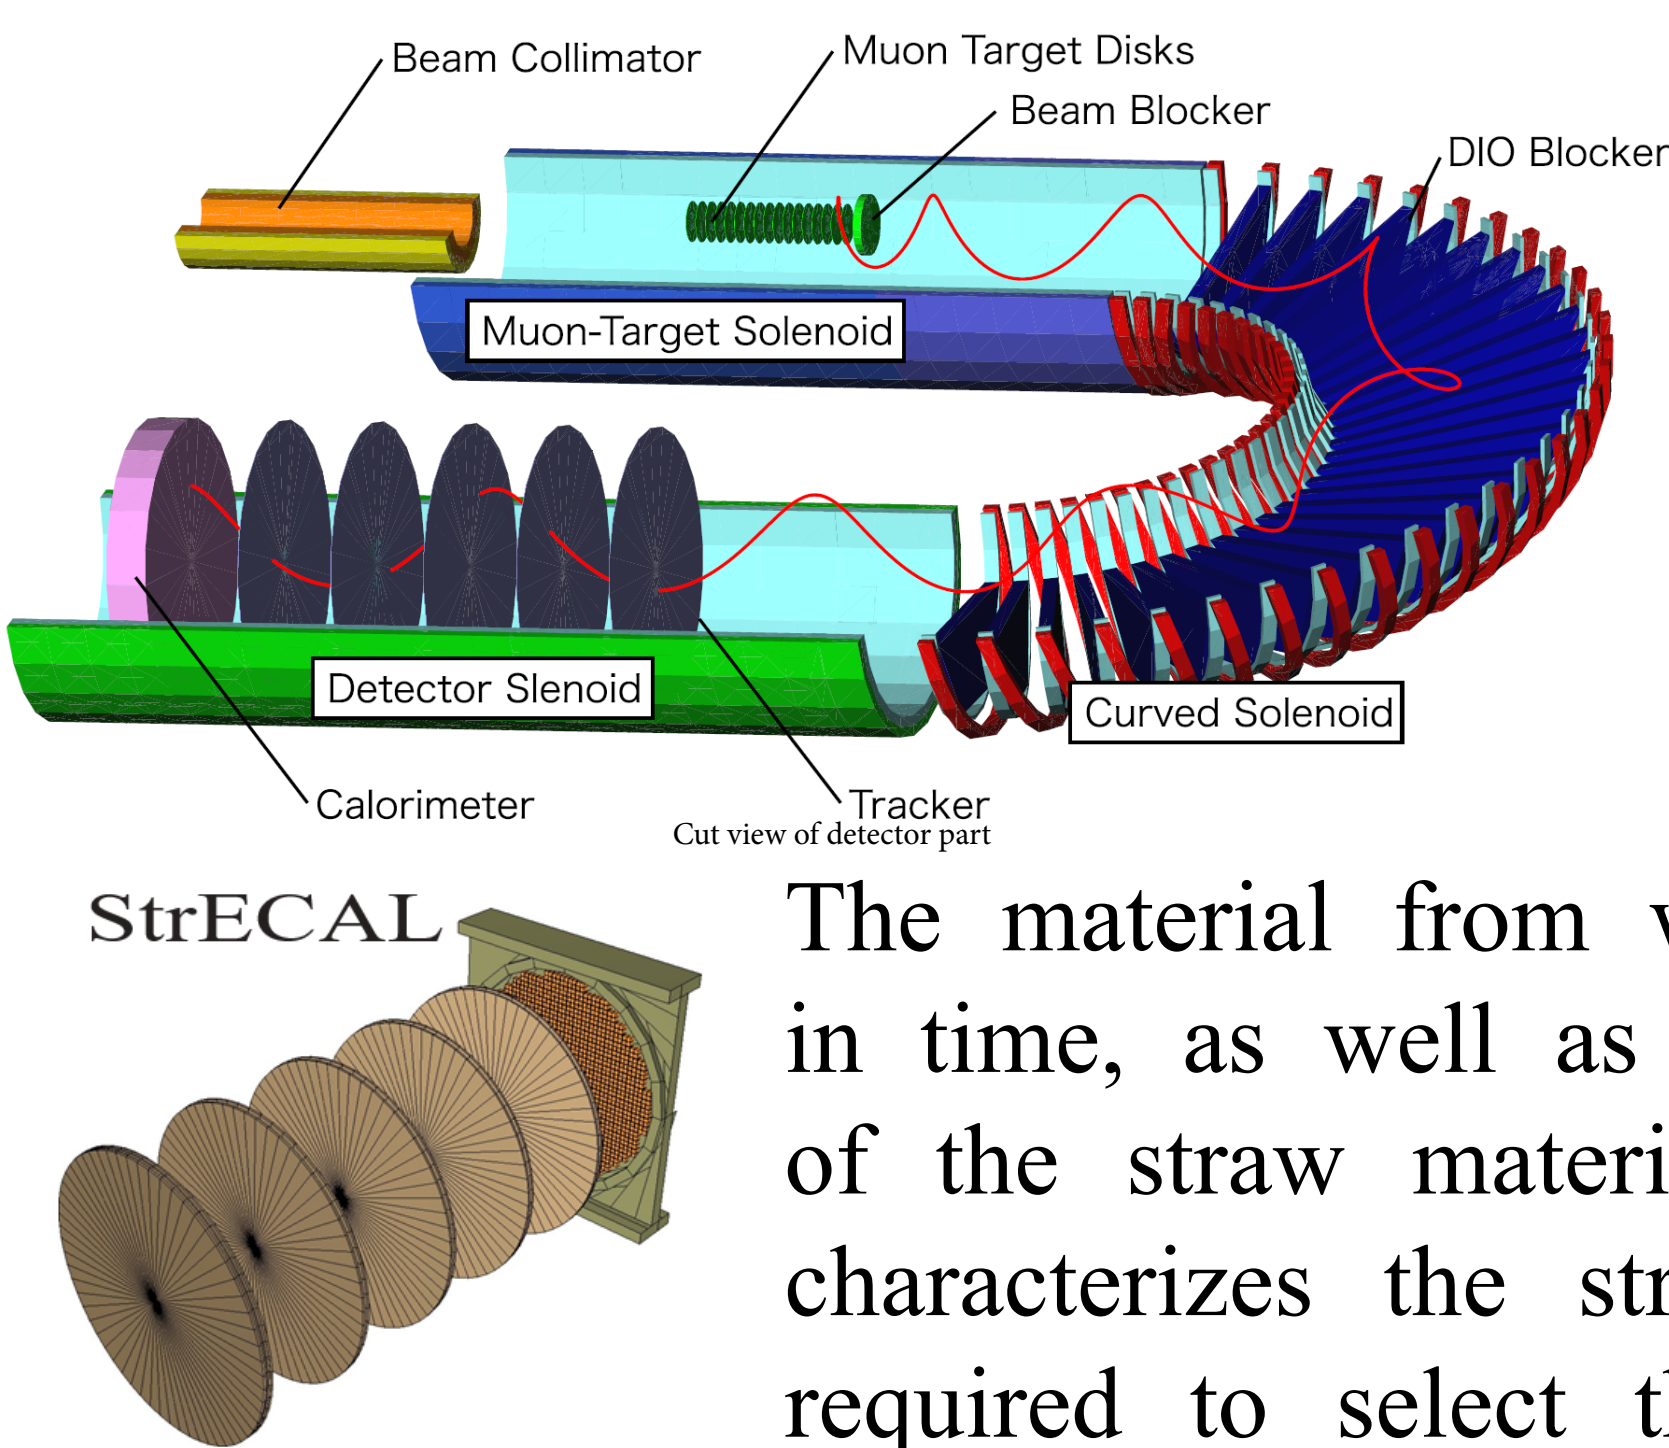 Beam Collimator
Muon Target Disks
Beam Blocker
DIO Blocker
Muon-Target Solenoid
Detector Slenoid
Curved Solenoid
Calorimeter
Tracker
Cut view of detector part
StrECAL
The material from
in time, as well as
of the straw
characterizes the
required to select